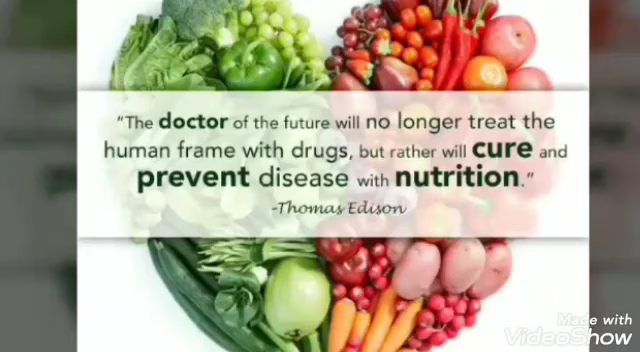 “The doctor of the future will no longer treat the
human frame with drugs, but rather will cure and
prevent disease with nutrition.”
-Thomas Edison
Made with
VideoShow